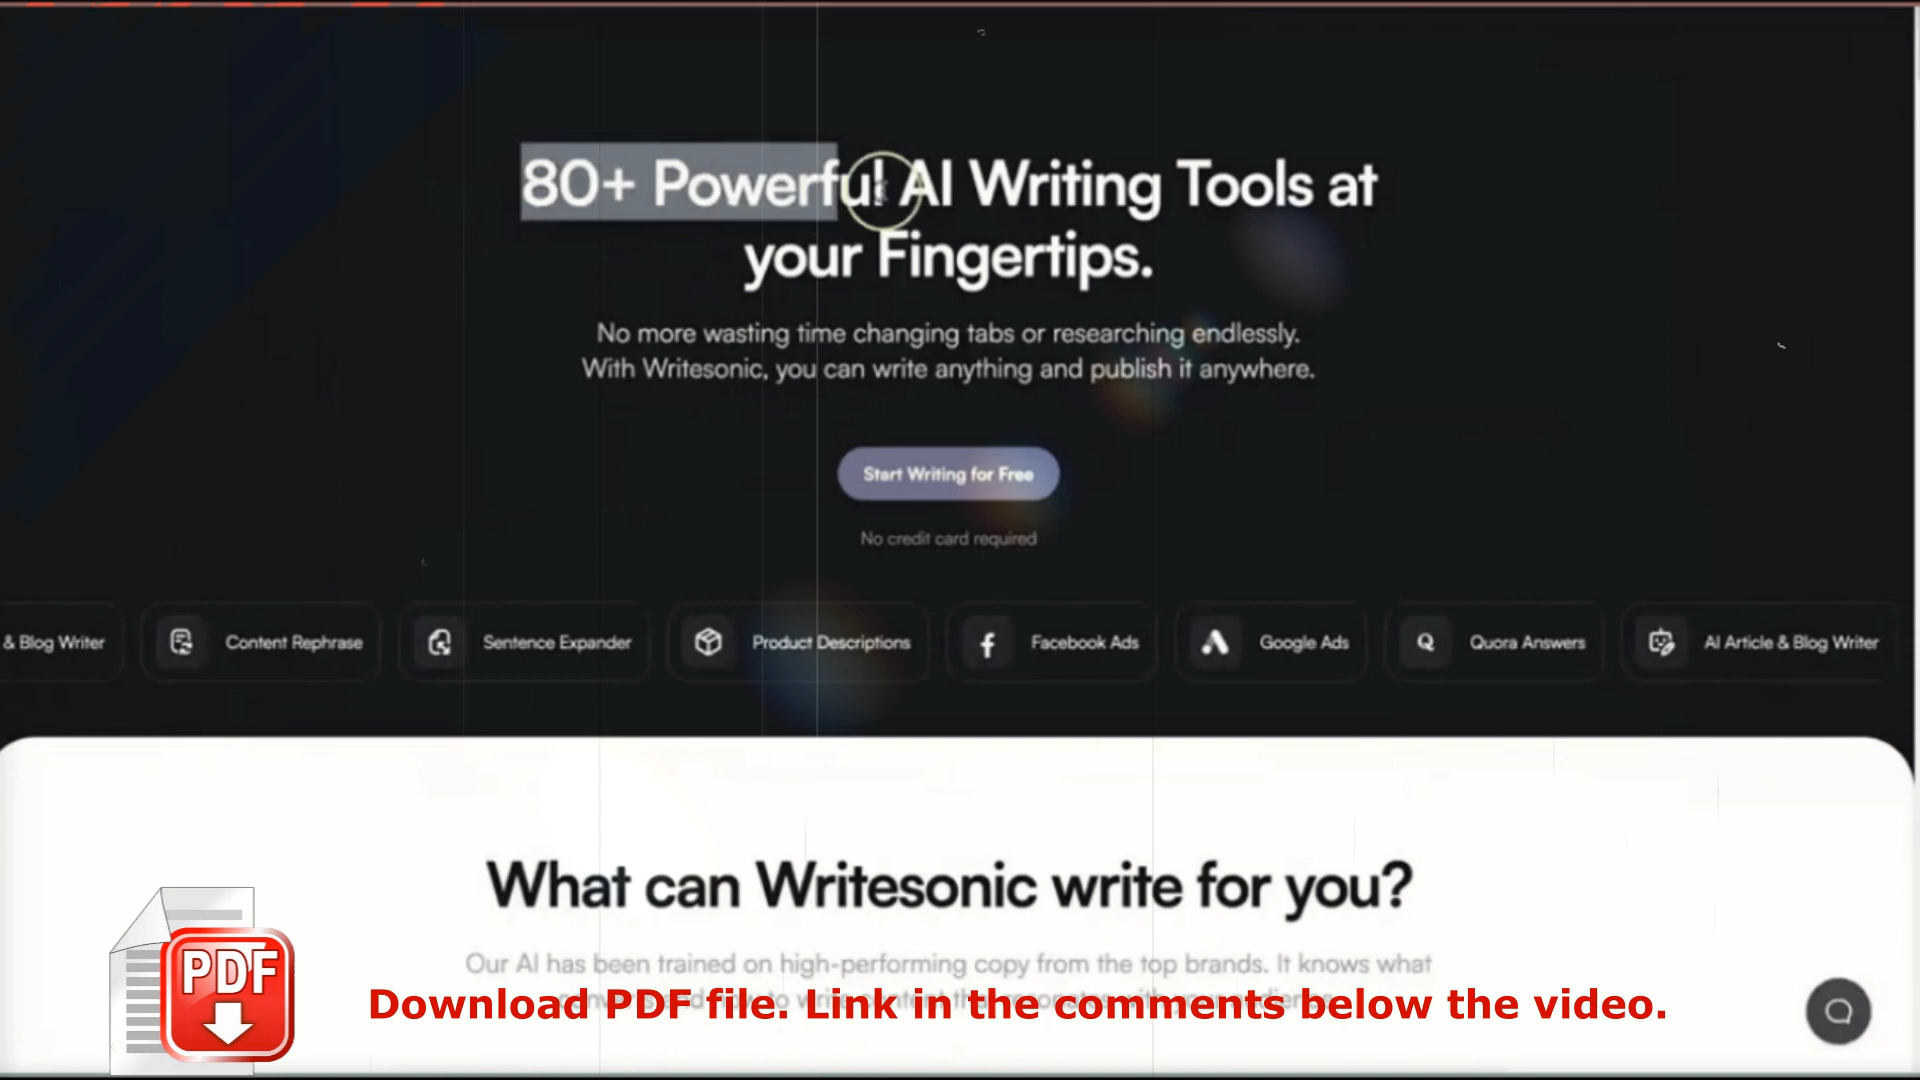 80+ Powerful AI Writing Tools at
your Fingertips.
No more wasting time changing tabs or researching endlessly.
With Writesonic, you can write anything and publish it anywhere.
Start Writing for Free
No credit card required
& Blog Writer
Content Rephrase
Sentence Expander
Product Descriptions
Facebook Ads
Google Ads
Quora Answers
AI Article & Blog Writer
What can Writesonic write for you?
Our AI has been trained on high-performing copy from the top brands. It knows what
PDF
Download PDF file. Link in the comments below the video.